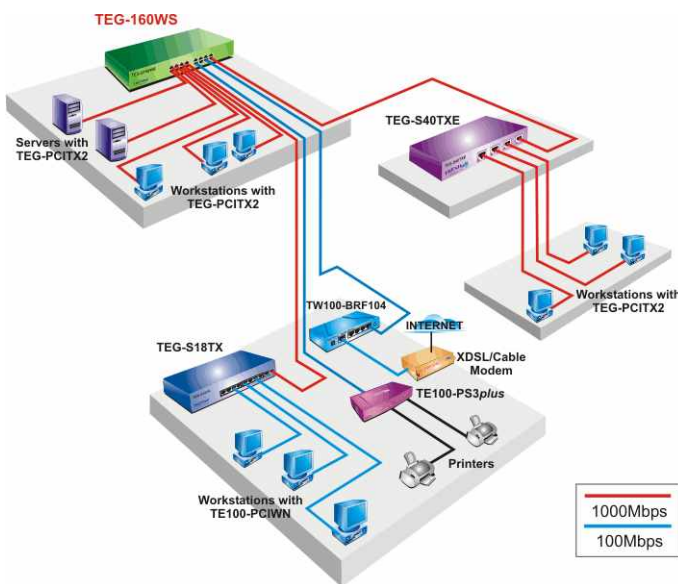 TEG-160WS
TEG-S40TXE
Servers with
TEG-PCITX2
Workstations with
TEG-PCITX2
Workstations with
TEG-PCITX2
TW100-BRF104
INTERNET
XDSL/Cable
Modem
TEG-S18TX
TE100-PS3plus
Printers
Workstations with
TE100-PCIWN
1000Mbps
100Mbps